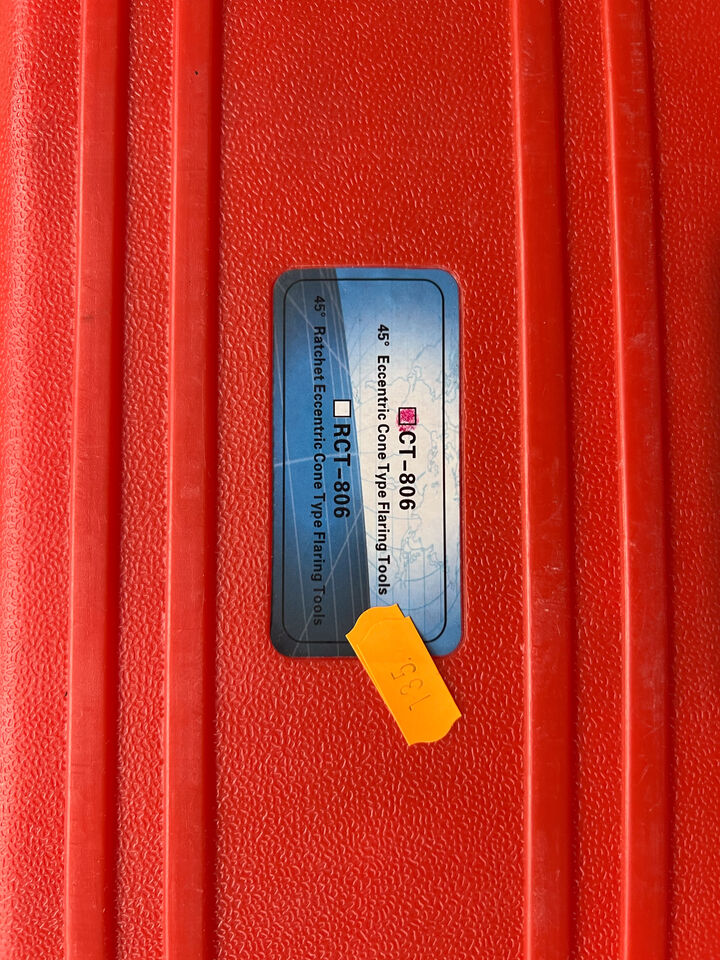 CT-806
45° Eccentric Cone Type Flaring Tools
RCT-806
45° Ratchet Eccentric Cone Type Flaring Tools
135.